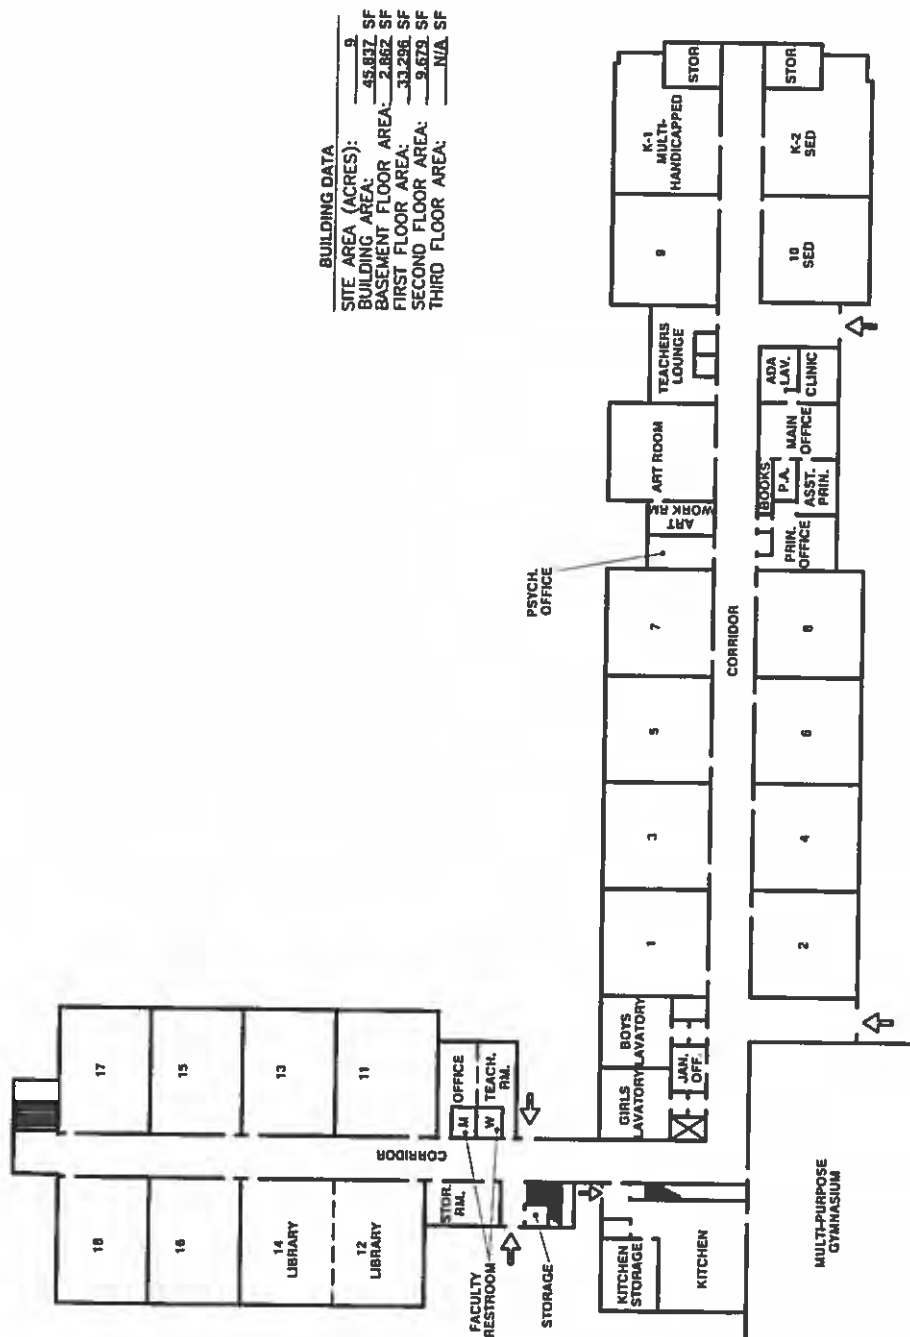 BUILDING DATA
SITE AREA (ACRES): 9
BUILDING AREA: 45,837 SF
BASEMENT FLOOR AREA: 2,862 SF
FIRST FLOOR AREA: 33,296 SF
SECOND FLOOR AREA: 9,679 SF
THIRD FLOOR AREA: N/A SF
17
15
13
11
OFFICE
TEACH.
RM.
M
W
CORRIDOR
18
16
14
LIBRARY
12
LIBRARY
STOR.
RM.
FACULTY
RESTROOM
STORAGE
GIRLS
LAVATORY
BOYS
LAVATORY
JAN.
OFF.
KITCHEN
STORAGE
KITCHEN
MULTI-PURPOSE
GYMNASIUM
1
3
5
7
PSYCH.
OFFICE
ART
WORK RM
ART ROOM
TEACHERS
LOUNGE
9
K-1
MULTI-
HANDICAPPED
STOR.
CORRIDOR
2
4
6
8
PRIN.
OFFICE
BOOKS
P.A.
ASST.
PRIN.
MAIN
OFFICE
ADA
LAV.
CLINIC
10
SED
K-2
SED
STOR.